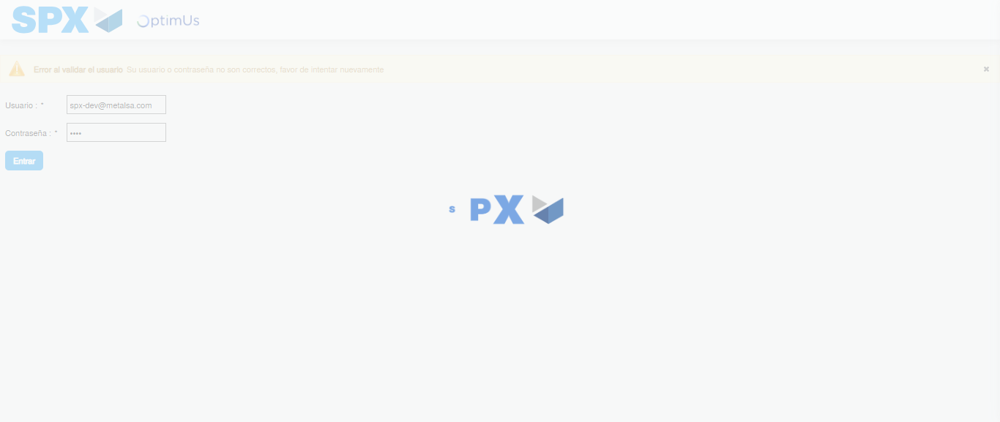 SPX OptimUs
Error al validar el usuario Su usuario o contraseña no son correctos, favor de intentar nuevamente
Usuario : * spx-dev@metalsa.com
Contraseña : * ••••
Entrar
s PX